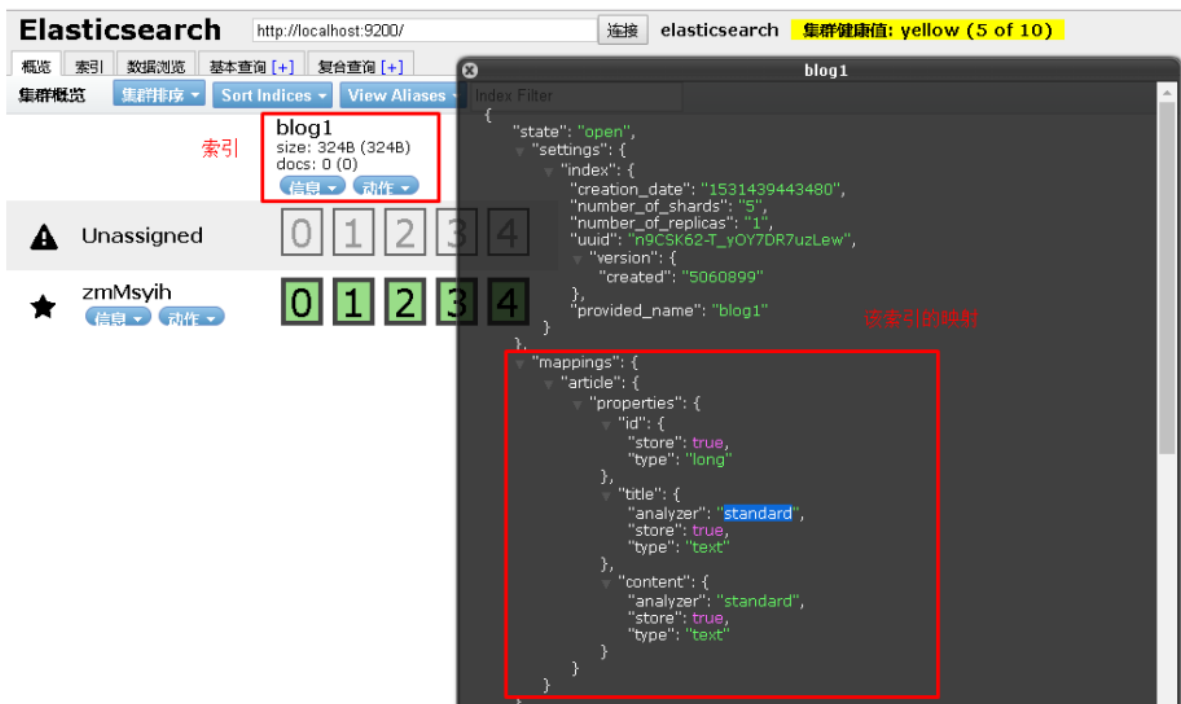 Elasticsearch http://localhost:9200/ 连接 elasticsearch 集群健康值: yellow (5 of 10)
概览 索引 数据浏览 基本查询 [+] 复合查询 [+]
blog1
集群概览 集群排序 Sort Indices View Aliases Index Filter
索引
blog1
size: 324B (324B)
docs: 0 (0)
信息 动作
Unassigned 0 1 2 3 4
zmMsyih 0 1 2 3 4
信息 动作
{
"state": "open",
"settings": {
"index": {
"creation_date": "1531439443480",
"number_of_shards": "5",
"number_of_replicas": "1",
"uuid": "n9CSK62-T_yOY7DR7uzLew",
"version": {
"created": "5060899"
},
"provided_name": "blog1"
}
},
该索引的映射
"mappings": {
"article": {
"properties": {
"id": {
"store": true,
"type": "long"
},
"title": {
"analyzer": "standard",
"store": true,
"type": "text"
},
"content": {
"analyzer": "standard",
"store": true,
"type": "text"
}
}
}
}